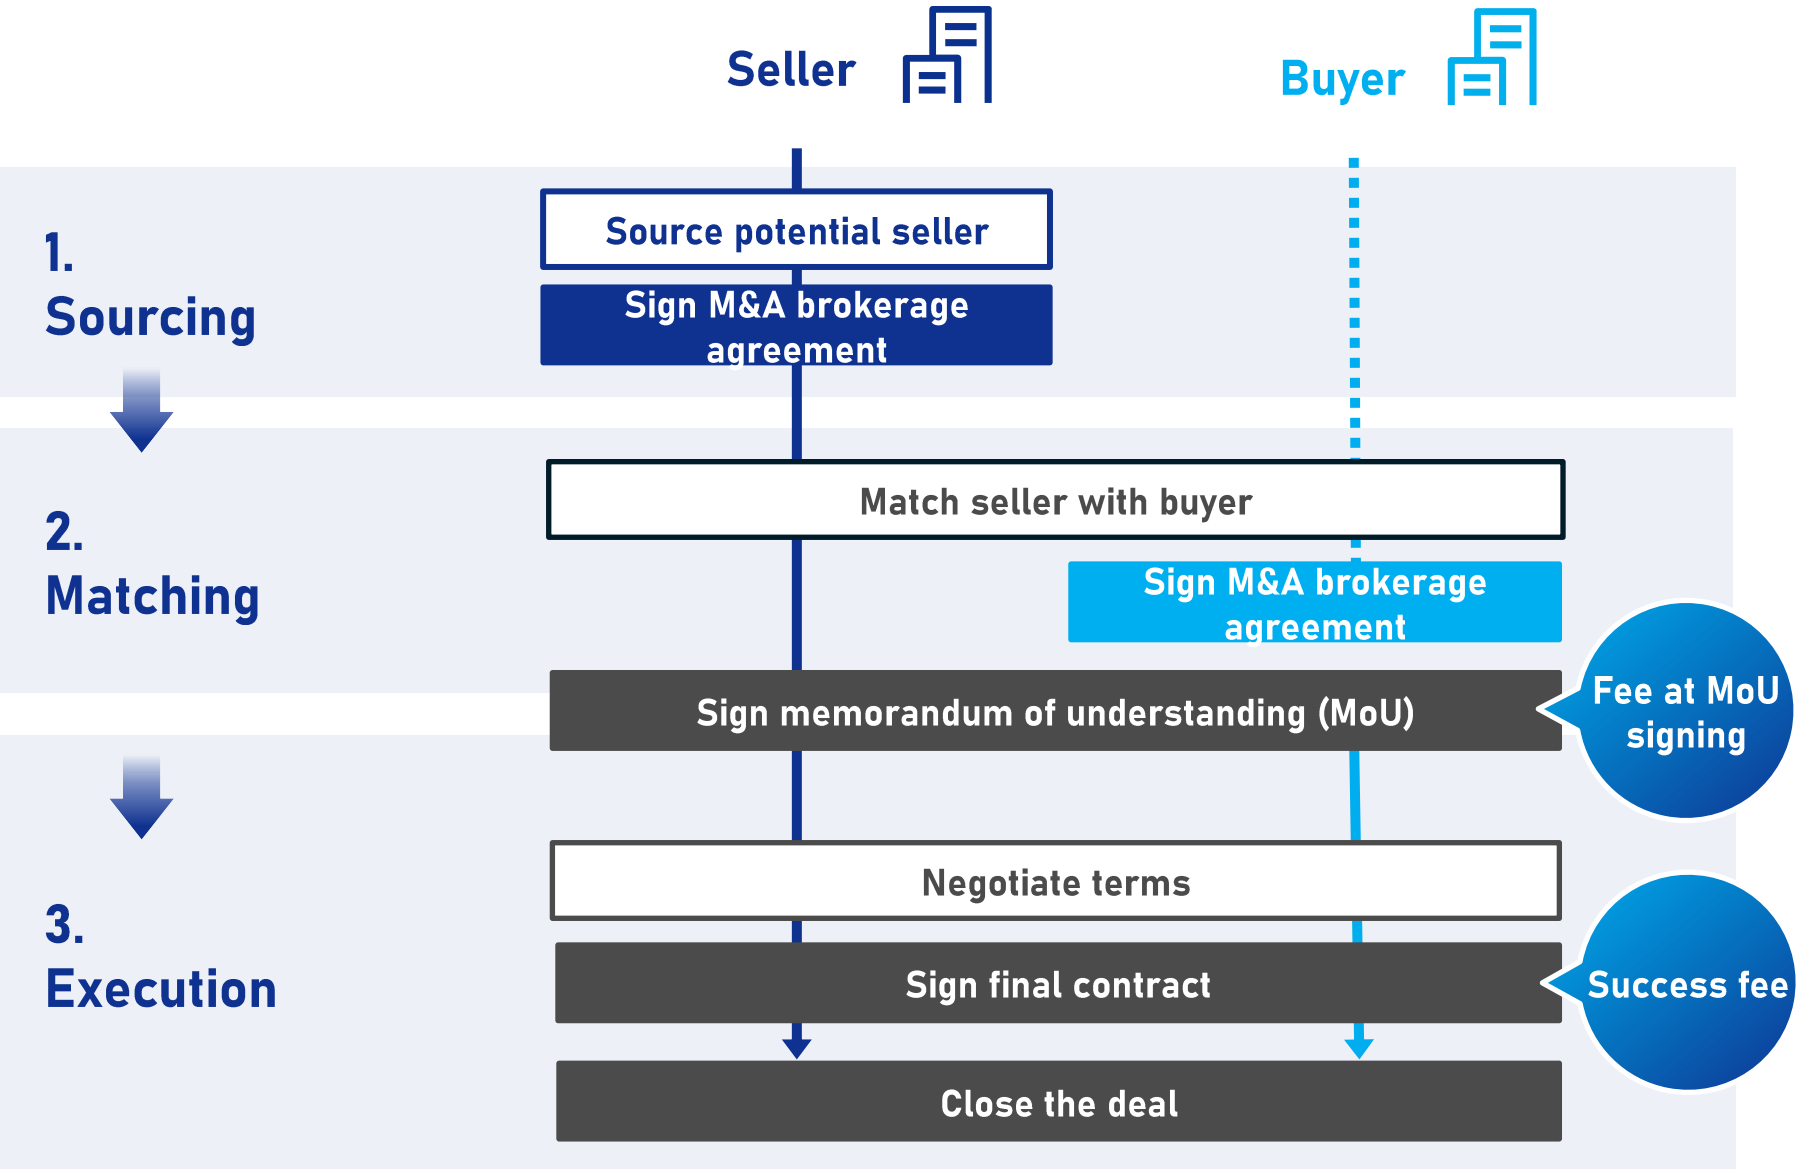 Seller
Buyer
1.
Sourcing
Source potential seller
Sign M&A brokerage
agreement
2.
Matching
Match seller with buyer
Sign M&A brokerage
agreement
Sign memorandum of understanding (MoU)
Fee at MoU
signing
3.
Execution
Negotiate terms
Sign final contract
Success fee
Close the deal